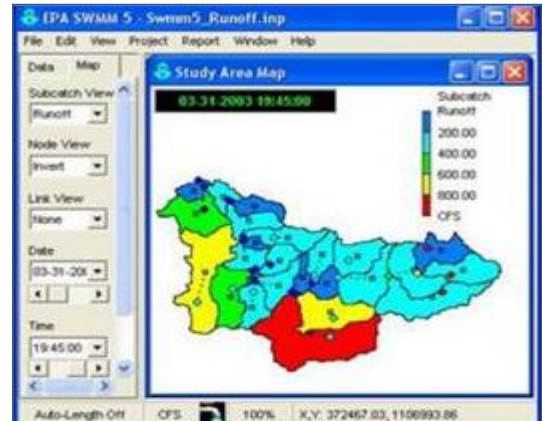 EPA SWMM 5 - Swmm5_Runoff.inp
File Edit View Project Report Window Help
Data Map
Subcatch View
Runoff
Node View
Invert
Link View
None
Date
03-31-200
Time
19:45:00
Study Area Map
03-31-2003 19:45:00
Subcatch
Runoff
200.00
400.00
600.00
800.00
CFS
Auto-Length Off CFS 100% X,Y: 372467.03, 1106993.86